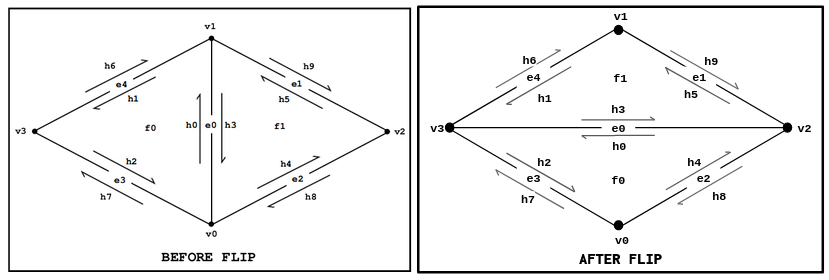 v1
h6
h9
e4
e1
h1
h5
v3
f0
h0
e0
h3
f1
v2
h2
h4
e3
e2
h7
h8
v0
BEFORE FLIP
v1
h6
h9
e4
f1
e1
h1
h5
h3
v3
e0
v2
h0
h2
h4
e3
f0
e2
h7
h8
v0
AFTER FLIP